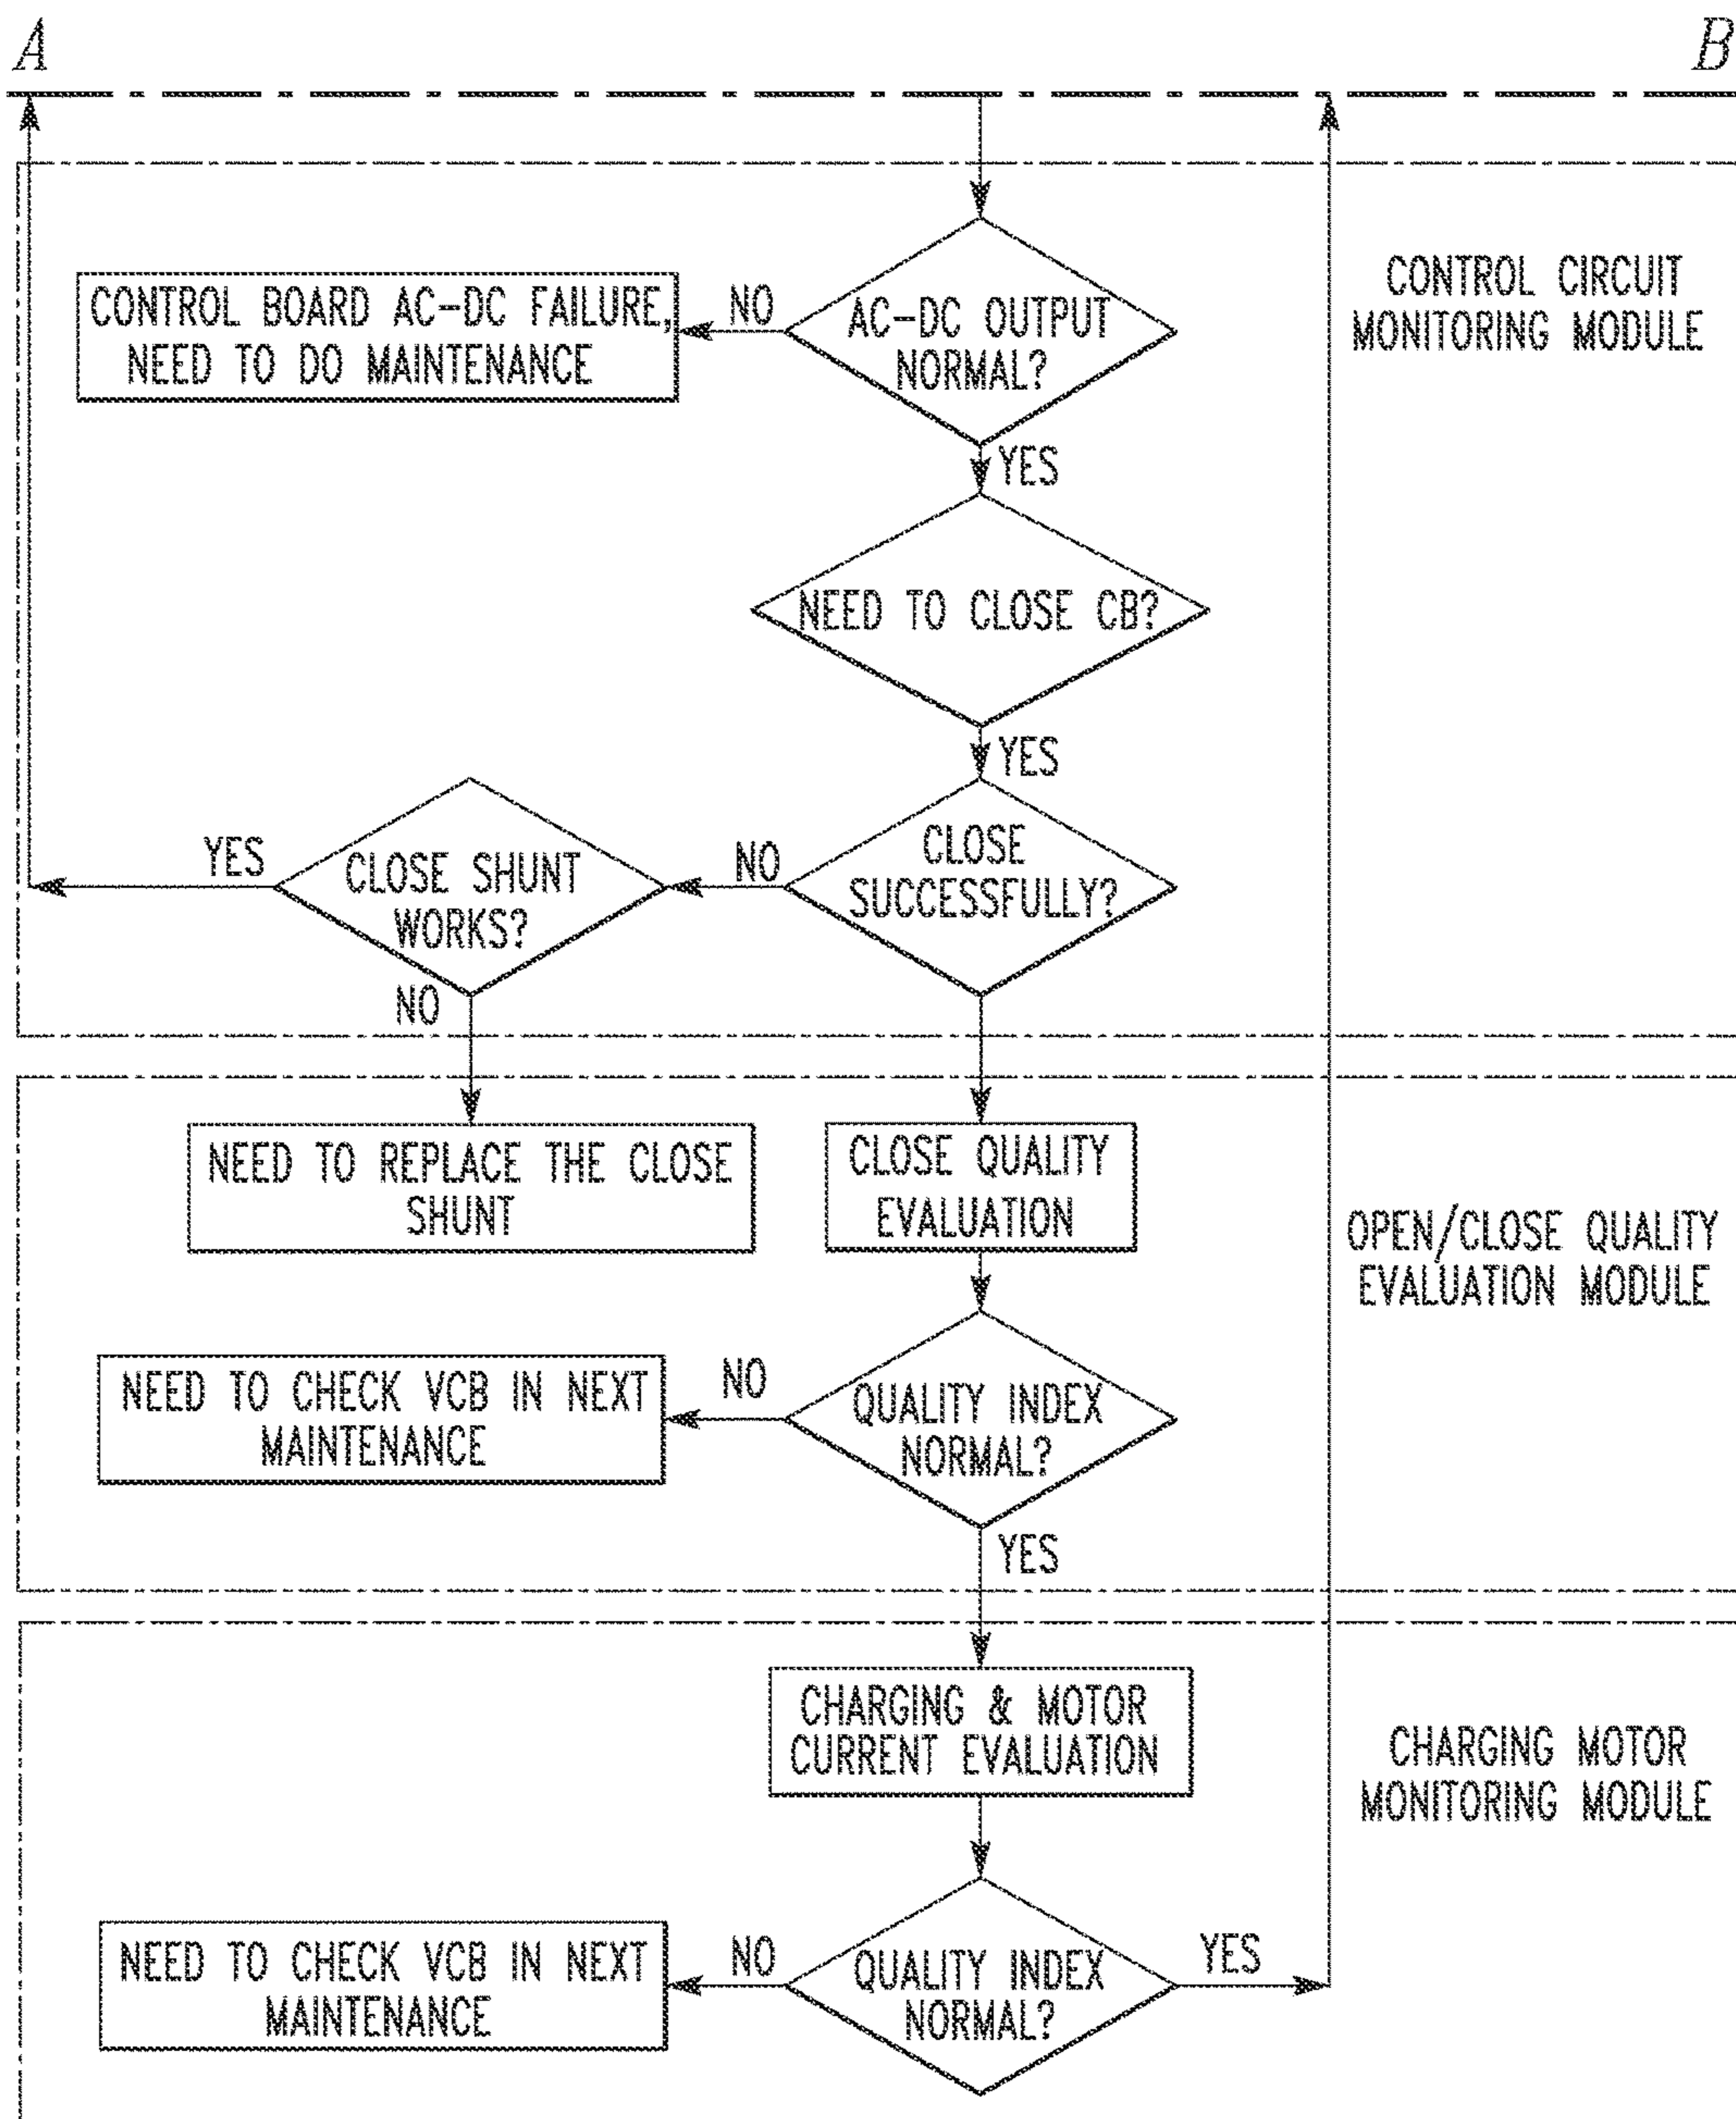 A
B
CONTROL BOARD AC-DC FAILURE,
NEED TO DO MAINTENANCE
NO
AC-DC OUTPUT
NORMAL?
CONTROL CIRCUIT
MONITORING MODULE
YES
NEED TO CLOSE CB?
YES
YES
CLOSE SHUNT
WORKS?
NO
CLOSE
SUCCESSFULLY?
NO
NEED TO REPLACE THE CLOSE
SHUNT
CLOSE QUALITY
EVALUATION
OPEN/CLOSE QUALITY
EVALUATION MODULE
NEED TO CHECK VCB IN NEXT
MAINTENANCE
NO
QUALITY INDEX
NORMAL?
YES
CHARGING & MOTOR
CURRENT EVALUATION
CHARGING MOTOR
MONITORING MODULE
NEED TO CHECK VCB IN NEXT
MAINTENANCE
NO
QUALITY INDEX
NORMAL?
YES